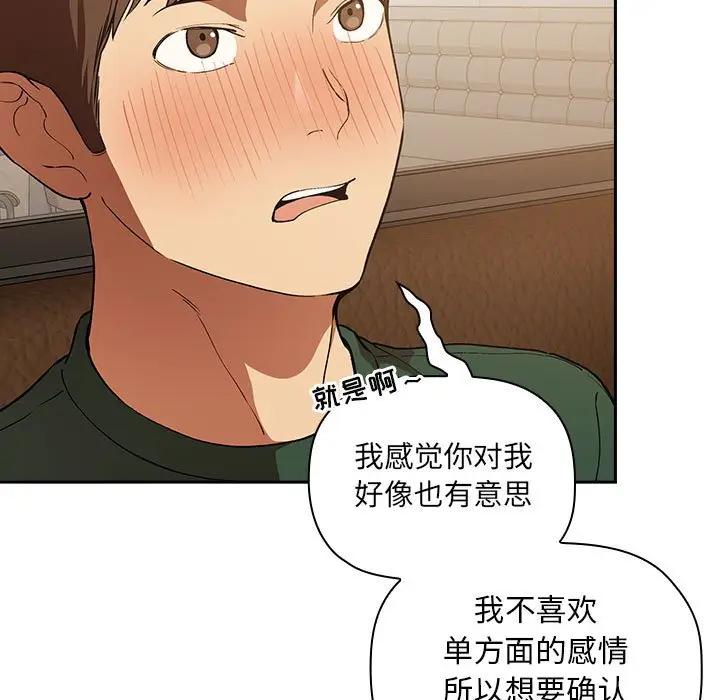 就是啊~
我感觉你对我
好像也有意思
我不喜欢
单方面的感情
所以想要确认